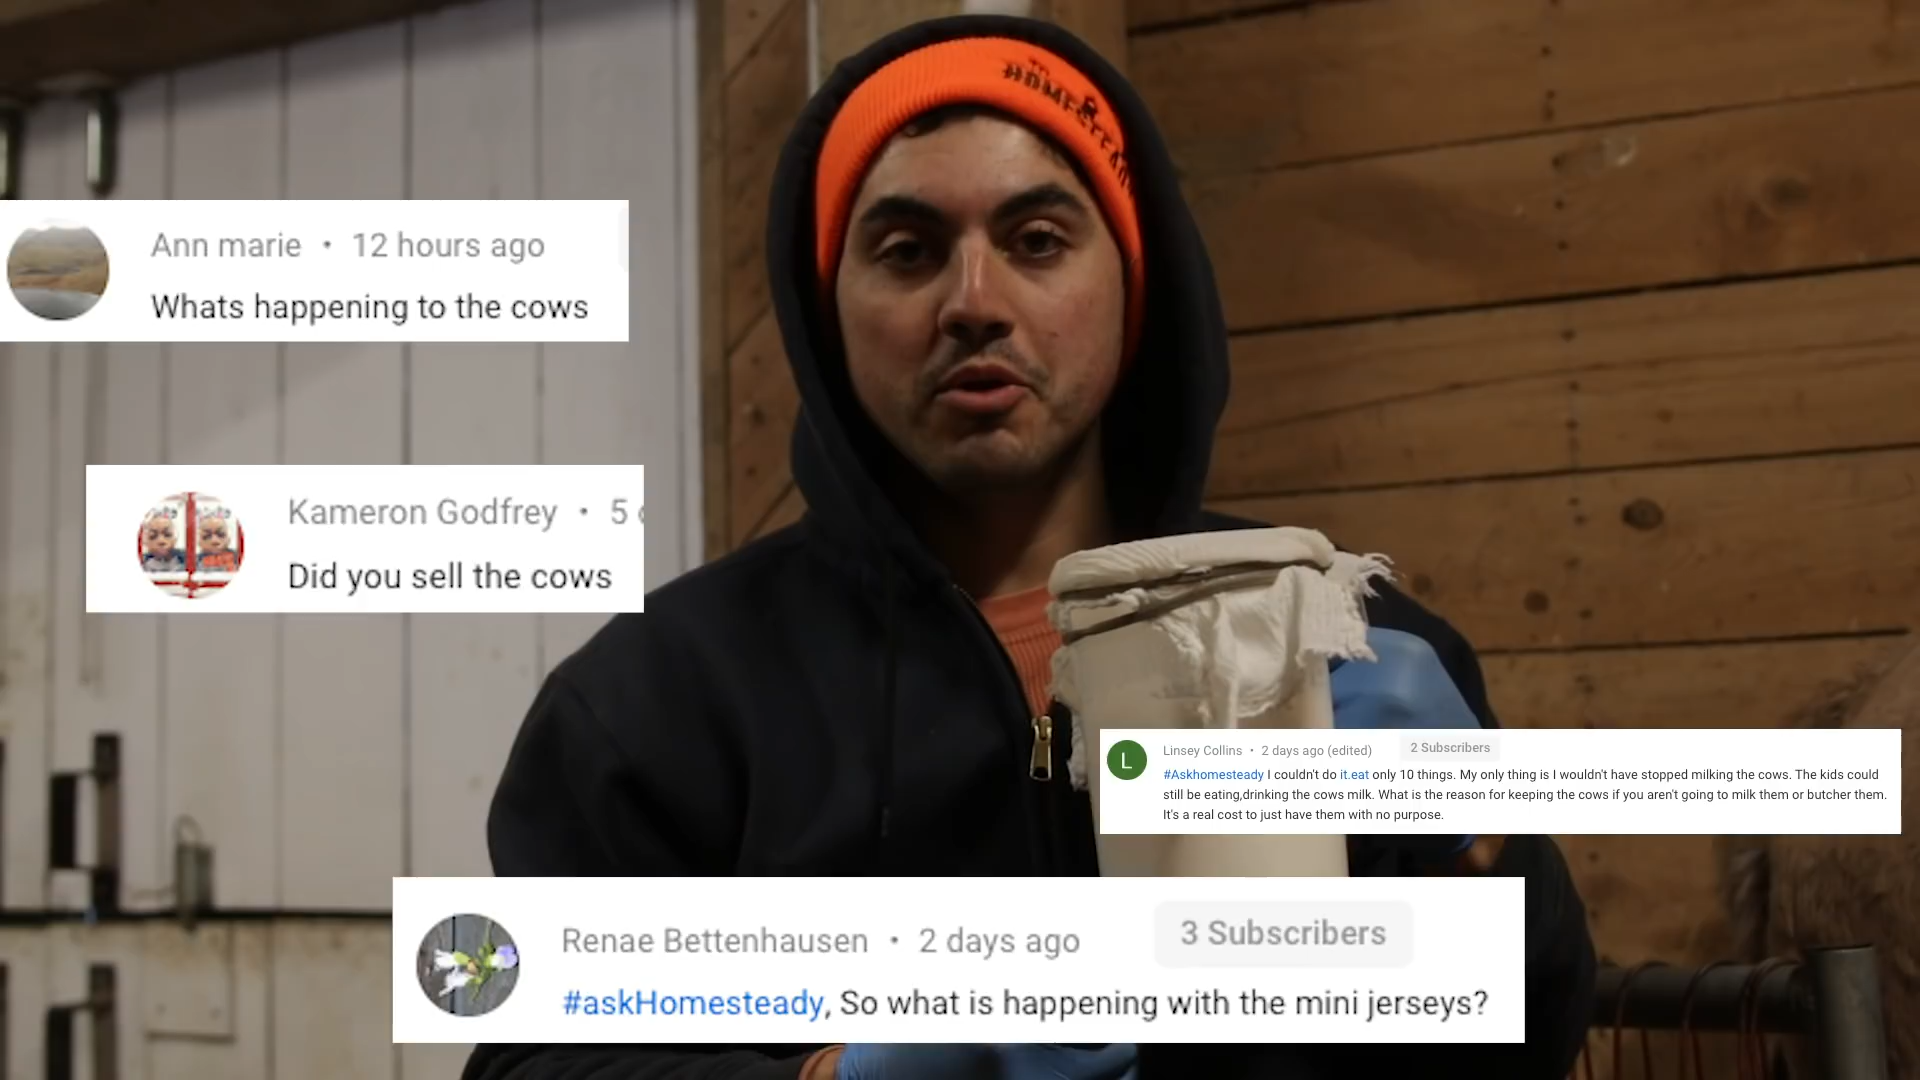 HOMESTEADY
Ann marie • 12 hours ago
Whats happening to the cows
Kameron Godfrey • 5
Did you sell the cows
L
Linsey Collins • 2 days ago (edited) 2 Subscribers
#Askhomesteady I couldn't do it.eat only 10 things. My only thing is I wouldn't have stopped milking the cows. The kids could
still be eating,drinking the cows milk. What is the reason for keeping the cows if you aren't going to milk them or butcher them.
It's a real cost to just have them with no purpose.
Renae Bettenhausen • 2 days ago 3 Subscribers
#askHomesteady, So what is happening with the mini jerseys?